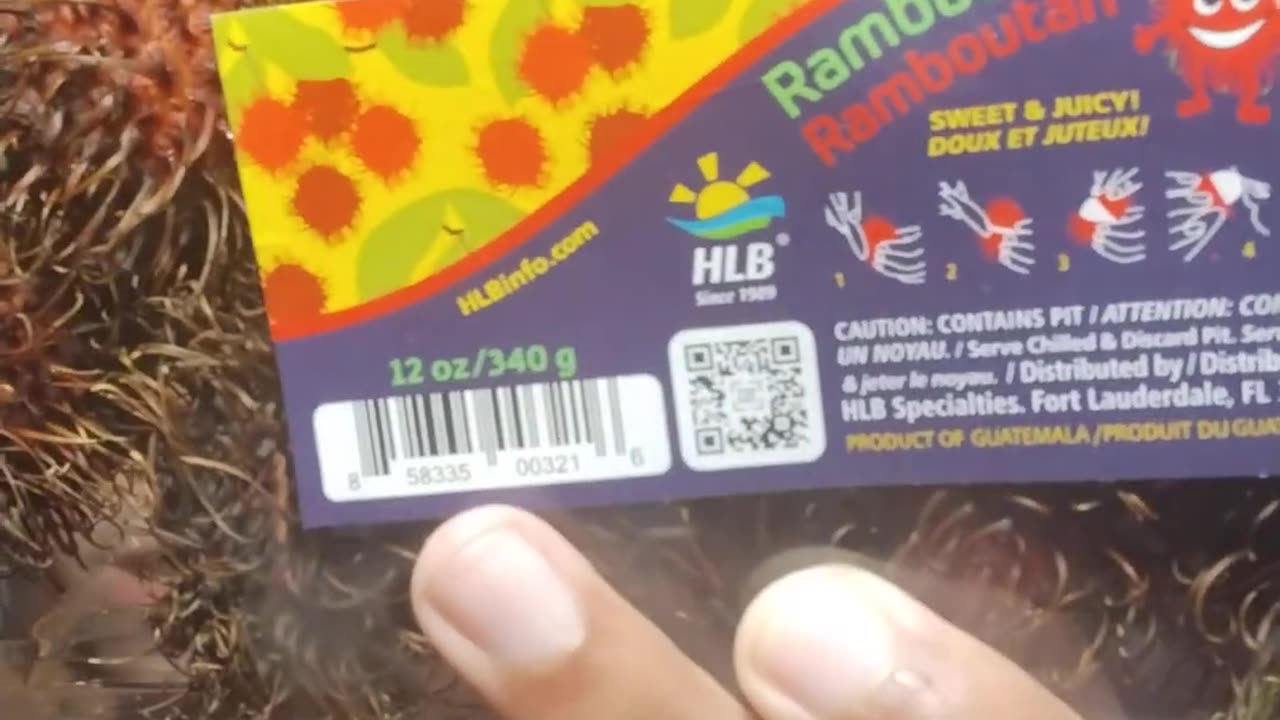 Rambou
Ramboutan
SWEET & JUICY!
DOUX ET JUTEUX!
HLBinfo.com
HLB®
Since 1989
1 2 3 4
12 oz/340 g
8 58335 00321 6
CAUTION: CONTAINS PIT / ATTENTION: CO
UN NOYAU. / Serve Chilled & Discard Pit. Ser
& jeter le noyau. / Distributed by / Distrib
HLB Specialties. Fort Lauderdale, FL
PRODUCT OF GUATEMALA / PRODUIT DU GUA